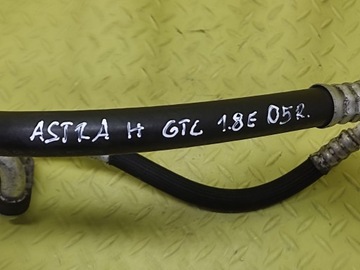 ASTRA H GTC 1.8E 05R.